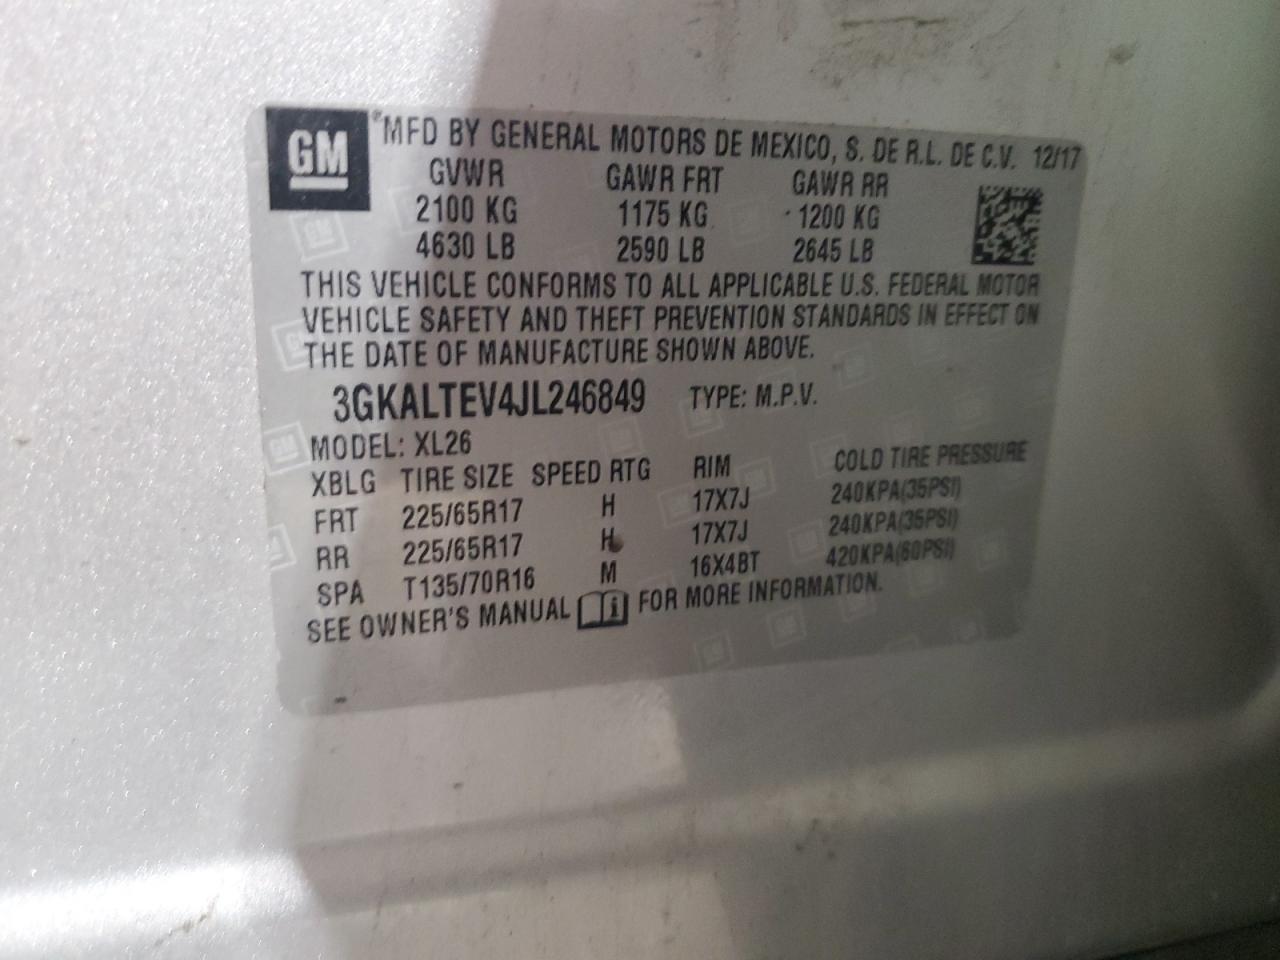 GM
MFD BY GENERAL MOTORS DE MEXICO, S. DE R.L. DE C.V. 12/17
GVWR GAWR FRT GAWR RR
2100 KG 1175 KG 1200 KG
4630 LB 2590 LB 2645 LB
THIS VEHICLE CONFORMS TO ALL APPLICABLE U.S. FEDERAL MOTOR
VEHICLE SAFETY AND THEFT PREVENTION STANDARDS IN EFFECT ON
THE DATE OF MANUFACTURE SHOWN ABOVE.
3GKALTEV4JL246849 TYPE: M.P.V.
MODEL: XL26
XBLG TIRE SIZE SPEED RTG RIM COLD TIRE PRESSURE
FRT 225/65R17 H 17X7J 240KPA(35PSI)
RR 225/65R17 H 17X7J 240KPA(35PSI)
SPA T135/70R16 M 16X4BT 420KPA(60PSI)
SEE OWNER'S MANUAL i FOR MORE INFORMATION.